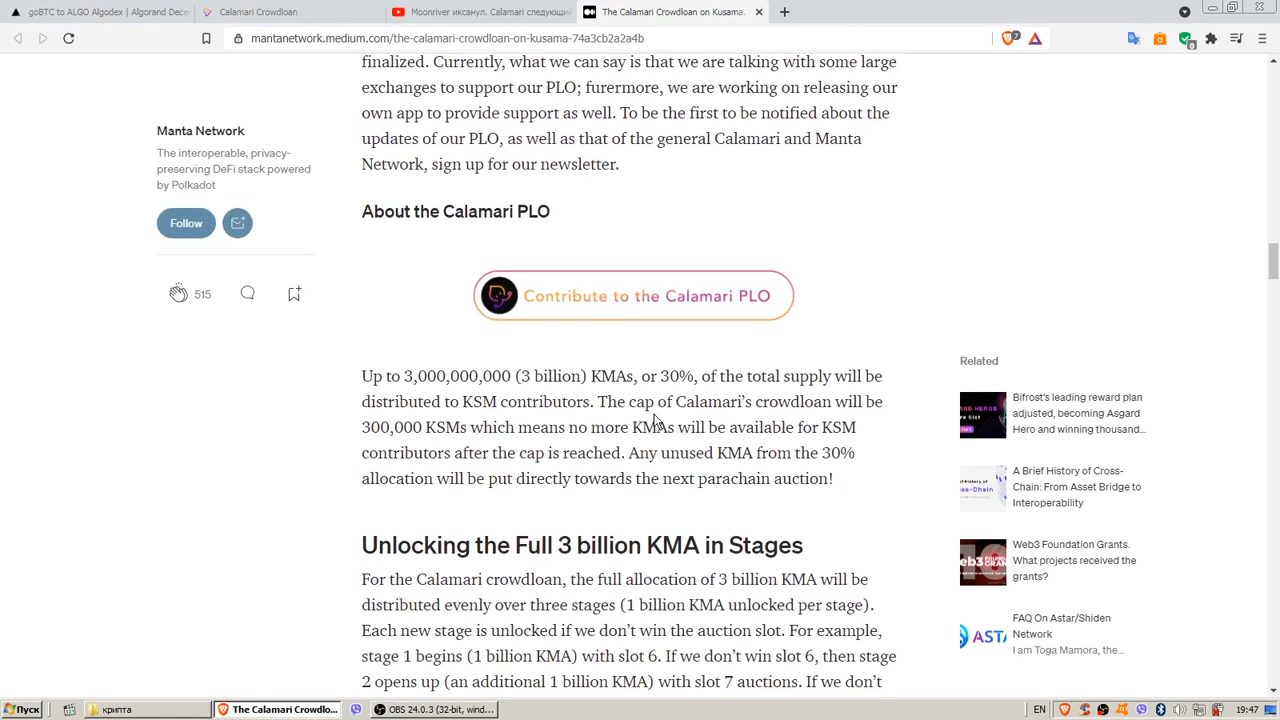 goBTC to ALGO Algodex | Algorand Dece
Calamari Crowdloan
Moonriver иксанул. Calamari следующий
The Calamari Crowdloan on Kusama.
mantanetwork.medium.com/the-calamari-crowdloan-on-kusama-74a3cb2a2a4b
finalized. Currently, what we can say is that we are talking with some large
exchanges to support our PLO; furermore, we are working on releasing our
own app to provide support as well. To be the first to be notified about the
updates of our PLO, as well as that of the general Calamari and Manta
Network, sign up for our newsletter.
Manta Network
The interoperable, privacy-
preserving DeFi stack powered
by Polkadot
Follow
515
About the Calamari PLO
Contribute to the Calamari PLO
Up to 3,000,000,000 (3 billion) KMAs, or 30%, of the total supply will be
distributed to KSM contributors. The cap of Calamari’s crowdloan will be
300,000 KSMs which means no more KMAs will be available for KSM
contributors after the cap is reached. Any unused KMA from the 30%
allocation will be put directly towards the next parachain auction!
Unlocking the Full 3 billion KMA in Stages
For the Calamari crowdloan, the full allocation of 3 billion KMA will be
distributed evenly over three stages (1 billion KMA unlocked per stage).
Each new stage is unlocked if we don’t win the auction slot. For example,
stage 1 begins (1 billion KMA) with slot 6. If we don’t win slot 6, then stage
2 opens up (an additional 1 billion KMA) with slot 7 auctions. If we don’t
Related
Bifrost’s leading reward plan
adjusted, becoming Asgard
Hero and winning thousand…
A Brief History of Cross-
Chain: From Asset Bridge to
Interoperability
Web3 Foundation Grants.
What projects received the
grants?
FAQ On Astar/Shiden
Network
I am Toga Mamora, the…
Пуск
крипта
The Calamari Crowdlo...
OBS 24.0.3 (32-bit, wind...
EN
19:47